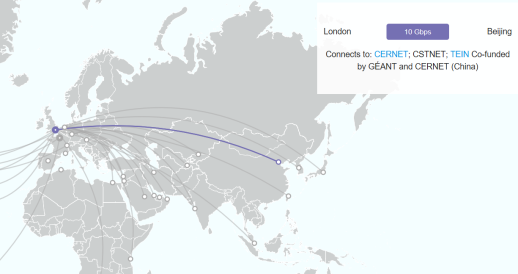 London 10 Gbps Beijing
Connects to: CERNET; CSTNET; TEIN Co-funded
by GÉANT and CERNET (China)